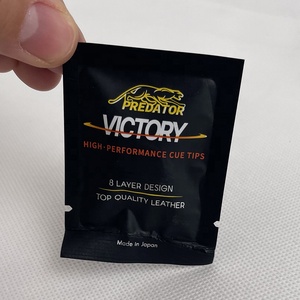 PREDATOR
VICTORY
HIGH-PERFORMANCE CUE TIPS
8 LAYER DESIGN
TOP QUALITY LEATHER
Made in Japan